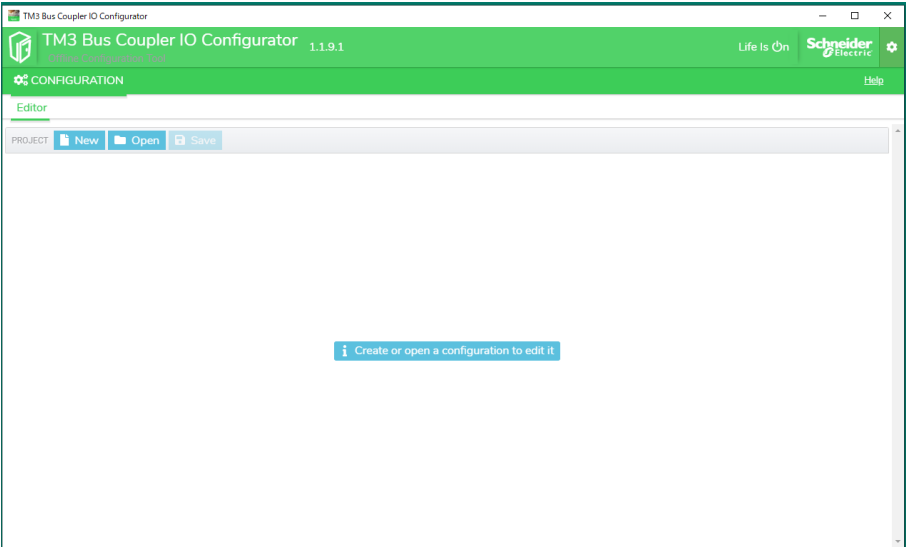 TM3 Bus Coupler IO Configurator
TM3 Bus Coupler IO Configurator 1.1.9.1
Life Is On Schneider Electric
CONFIGURATION Help
Editor
PROJECT New Open Save
Create or open a configuration to edit it